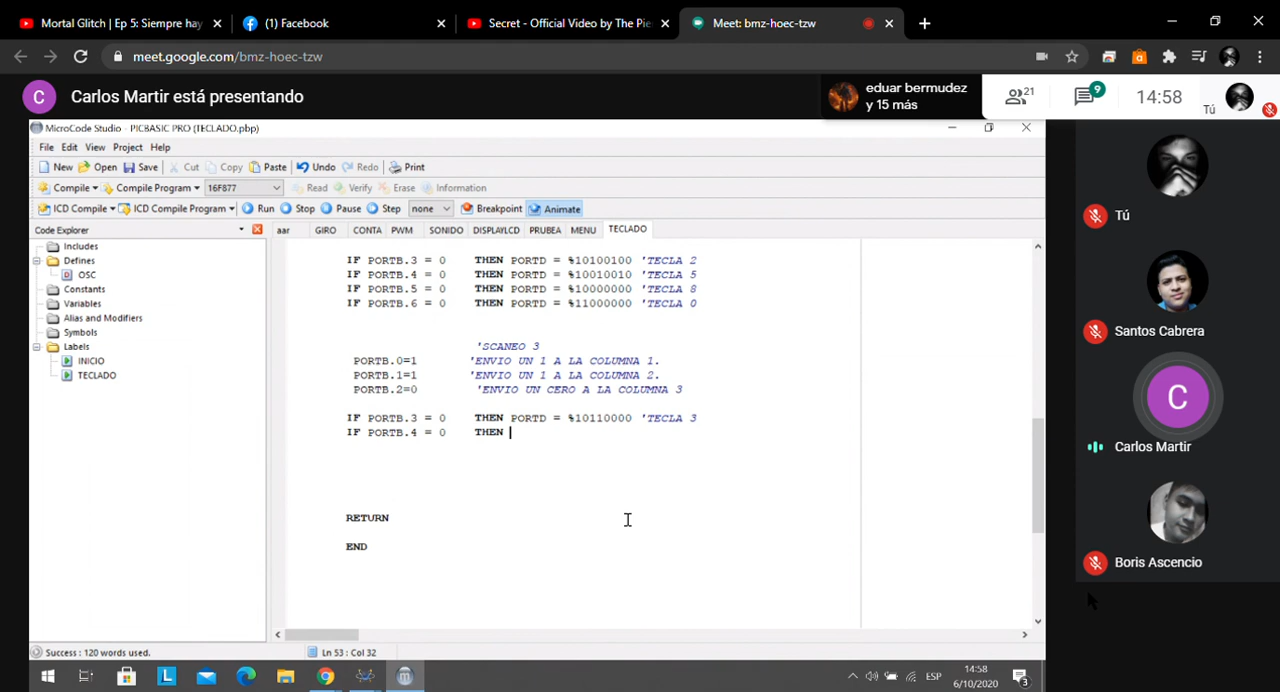 Mortal Glitch | Ep 5: Siempre hay
(1) Facebook
Secret - Official Video by The Pie
Meet: bmz-hoec-tzw
meet.google.com/bmz-hoec-tzw
C Carlos Martir está presentando
eduar bermudez
y 15 más
21
9
14:58
Tú
MicroCode Studio - PICBASIC PRO (TECLADO.pbp)
File Edit View Project Help
New Open Save Cut Copy Paste Undo Redo Print
Compile Compile Program 16F877 Read Verify Erase Information
ICD Compile ICD Compile Program Run Stop Pause Step none Breakpoint Animate
Code Explorer
aar GIRO CONTA PWM SONIDO DISPLAYLCD PRUBEA MENU TECLADO
Includes
Defines
OSC
Constants
Variables
Alias and Modifiers
Symbols
Labels
INICIO
TECLADO
IF PORTB.3 = 0 THEN PORTD = %10100100 'TECLA 2
IF PORTB.4 = 0 THEN PORTD = %10010010 'TECLA 5
IF PORTB.5 = 0 THEN PORTD = %10000000 'TECLA 8
IF PORTB.6 = 0 THEN PORTD = %11000000 'TECLA 0
'SCANEO 3
PORTB.0=1 'ENVIO UN 1 A LA COLUMNA 1.
PORTB.1=1 'ENVIO UN 1 A LA COLUMNA 2.
PORTB.2=0 'ENVIO UN CERO A LA COLUMNA 3
IF PORTB.3 = 0 THEN PORTD = %10110000 'TECLA 3
IF PORTB.4 = 0 THEN
RETURN
END
Success : 120 words used.
Ln 53 : Col 32
Tú
Santos Cabrera
C
Carlos Martir
Boris Ascencio
L
ESP
14:58
6/10/2020
3